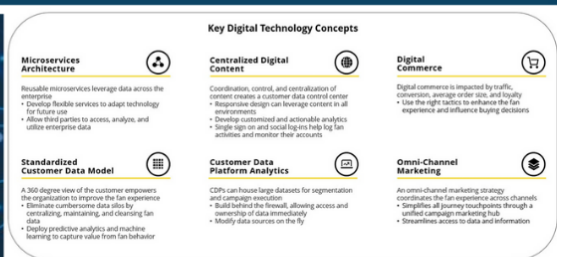 Key Digital Technology Concepts
Microservices
Architecture
Reusable microservices leverage data across the
enterprise
• Develop flexible services to adapt technology
for future use
• Allow third parties to access, analyze, and
utilize enterprise data
Centralized Digital
Content
Coordination, control, and centralization of
content creates a customer data control center
• Responsive design can leverage content in all
environments
• Develop customized and actionable analytics
• Single sign on and social log-ins help log fan
activities and monitor their accounts
Digital
Commerce
Digital commerce is impacted by traffic,
conversion, average order size, and loyalty
• Use the right tactics to enhance the fan
experience and influence buying decisions
Standardized
Customer Data Model
A 360 degree view of the customer empowers
the organization to improve the fan experience
• Eliminate cumbersome data silos by
centralizing, maintaining, and cleansing fan
data
• Deploy predictive analytics and machine
learning to capture value from fan behavior
Customer Data
Platform Analytics
CDPs can house large datasets for segmentation
and campaign execution
• Build behind the firewall, allowing access and
ownership of data immediately
• Modify data sources on the fly
Omni-Channel
Marketing
An omni-channel marketing strategy
coordinates the fan experience across channels
• Simplifies all journey touchpoints through a
unified campaign marketing hub
• Streamlines access to data and information